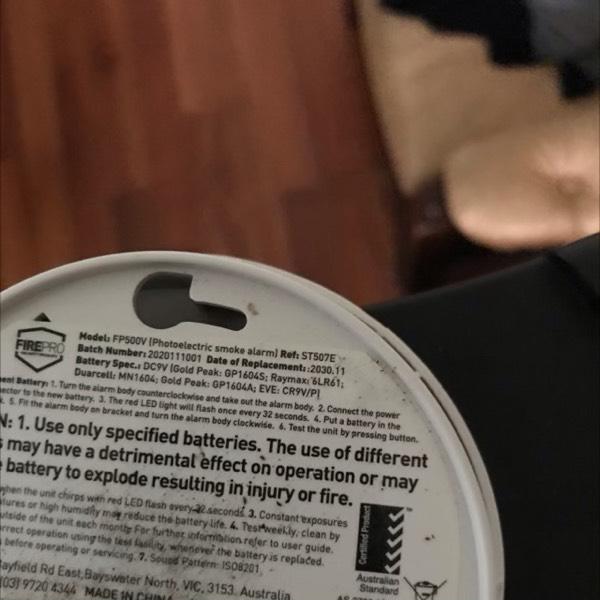 FIREPRO
Model: FP500V (Photoelectric smoke alarm) Ref: ST507E
Batch Number: 2020111001 Date of Replacement: 2030.11
Battery Spec.: DC9V (Gold Peak: GP1604S; Raymax: 6LR61;
Duarcell; MN1604; Gold Peak: GP1604A; EVE: CR9V/P)
Battery: 1. Turn the alarm body counterclockwise and take out the alarm body. 2. Connect the power
to the new battery. 3. The red LED light will flash once every 32 seconds. 4. Put a battery in the
5. Fit the alarm body on bracket and turn the alarm body clockwise. 6. Test the unit by pressing button.
N: 1. Use only specified batteries. The use of different
may have a detrimental effect on operation or may
battery to explode resulting in injury or fire.
when the unit chirps with red LED flash every 32 seconds. 3. Constant exposures
or high humidity may reduce the battery life. 4. Test weekly, clean by
outside of the unit each month. For further information, refer to user guide.
operation using the test facility, whenever the battery is replaced.
before operating or servicing. 7. Sound Pattern: ISO8201.
Certified Product
Australian
Standard
ayfield Rd East, Bayswater North, VIC, 3153. Australia
(03) 9720 4344 MADE IN CHINA